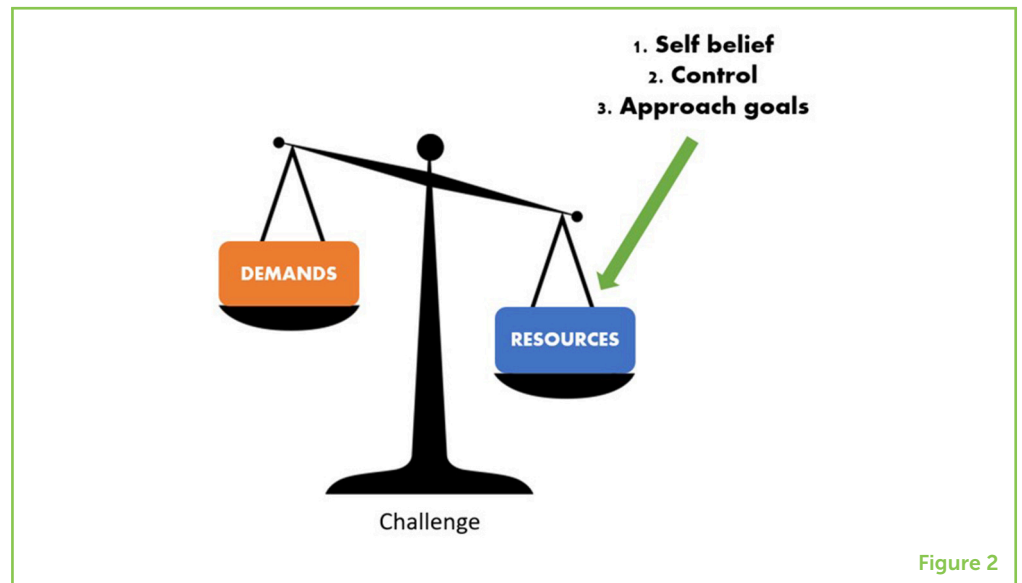 1. Self belief
2. Control
3. Approach goals
DEMANDS
RESOURCES
Challenge
Figure 2